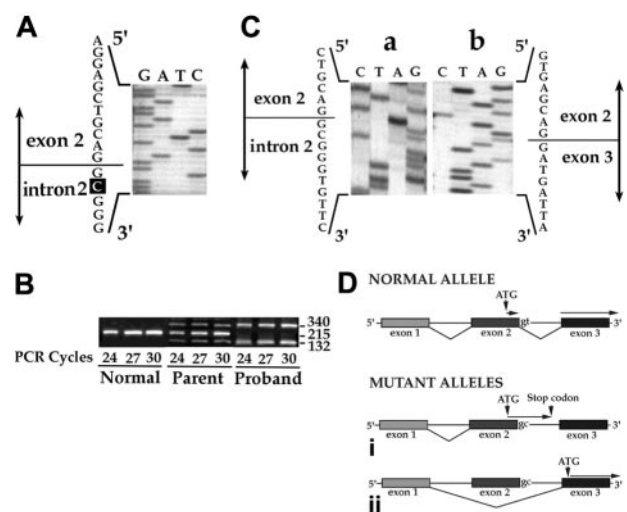 A
5'
AGGAGCTGCAGGCGGG
G A T C
exon 2
intron 2
3'
C
5'
CTGCAGGCGGGTGTTC
a
C T A G
exon 2
intron 2
3'
b
C T A G
5'
GTGAGCAGGATGATTA
exon 2
exon 3
3'
B
340
215
132
PCR Cycles 24 27 30 24 27 30 24 27 30
Normal Parent Proband
D
NORMAL ALLELE
ATG
5' gt 3'
exon 1 exon 2 exon 3
MUTANT ALLELES
ATG Stop codon
5' gc 3'
exon 1 exon 2 exon 3
i
ATG
5' gc 3'
exon 1 exon 2 exon 3
ii